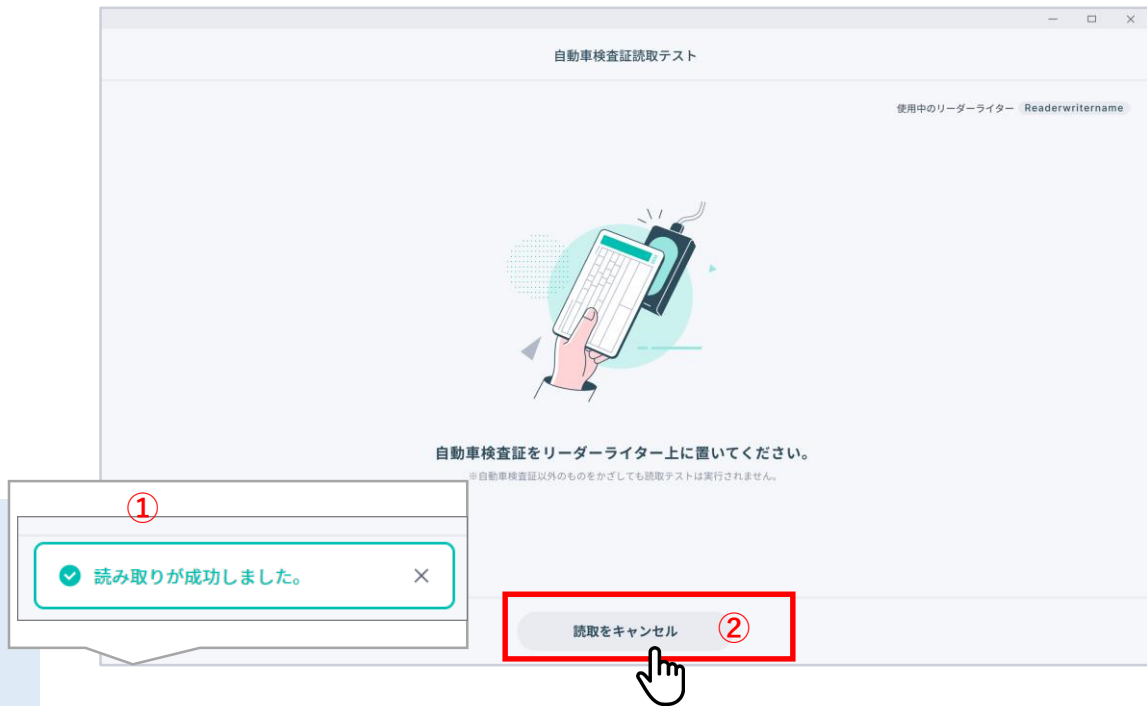 自動車検査証読取テスト
使用中のリーダーライター Readerwritername
自動車検査証をリーダーライター上に置いてください。
※自動車検査証以外のものをかざしても読取テストは実行されません。
①
読み取りが成功しました。
読取をキャンセル ②